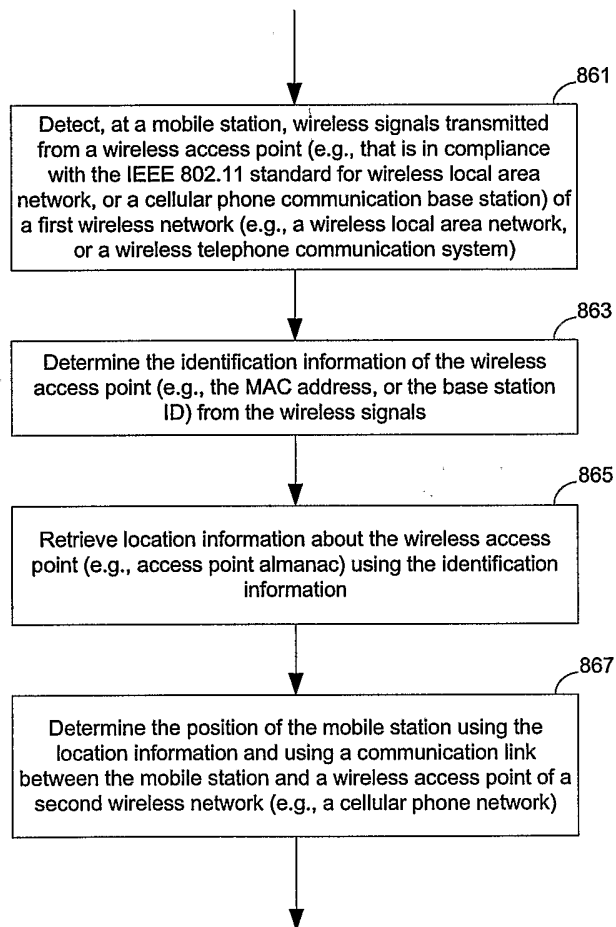 861
Detect, at a mobile station, wireless signals transmitted
from a wireless access point (e.g., that is in compliance
with the IEEE 802.11 standard for wireless local area
network, or a cellular phone communication base station) of
a first wireless network (e.g., a wireless local area network,
or a wireless telephone communication system)
863
Determine the identification information of the wireless
access point (e.g., the MAC address, or the base station
ID) from the wireless signals
865
Retrieve location information about the wireless access
point (e.g., access point almanac) using the identification
information
867
Determine the position of the mobile station using the
location information and using a communication link
between the mobile station and a wireless access point of a
second wireless network (e.g., a cellular phone network)